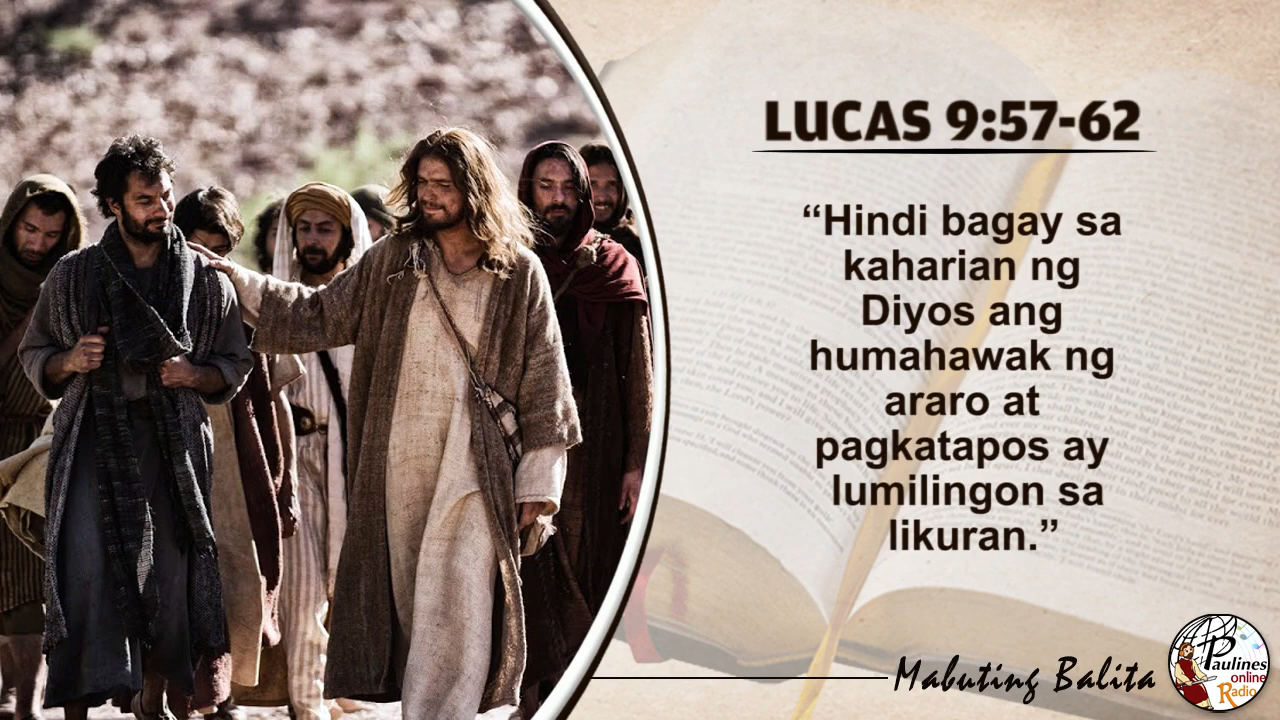 LUCAS 9:57-62
“Hindi bagay sa
kaharian ng
Diyos ang
humahawak ng
araro at
pagkatapos ay
lumilingon sa
likuran.”
Mabuting Balita
Paulines
online
Radio